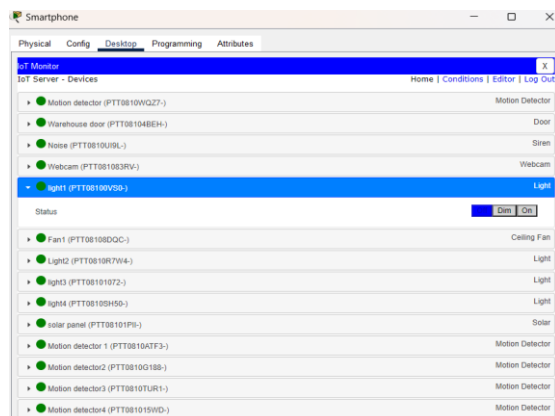 Smartphone
Physical Config Desktop Programming Attributes
IoT Monitor X
IoT Server - Devices Home | Conditions | Editor | Log Out
Motion detector (PTT0810WQZ7-) Motion Detector
Warehouse door (PTT08104BEH-) Door
Noise (PTT0810UI9L-) Siren
Webcam (PTT081083RV-) Webcam
light1 (PTT08100VS0-) Light
Status Dim On
Fan1 (PTT08108DQC-) Ceiling Fan
Light2 (PTT0810R7W4-) Light
light3 (PTT08101072-) Light
light4 (PTT0810SH50-) Light
solar panel (PTT08101PII-) Solar
Motion detector 1 (PTT0810ATF3-) Motion Detector
Motion detector2 (PTT0810G188-) Motion Detector
Motion detector3 (PTT0810TUR1-) Motion Detector
Motion detector4 (PTT081015WD-) Motion Detector